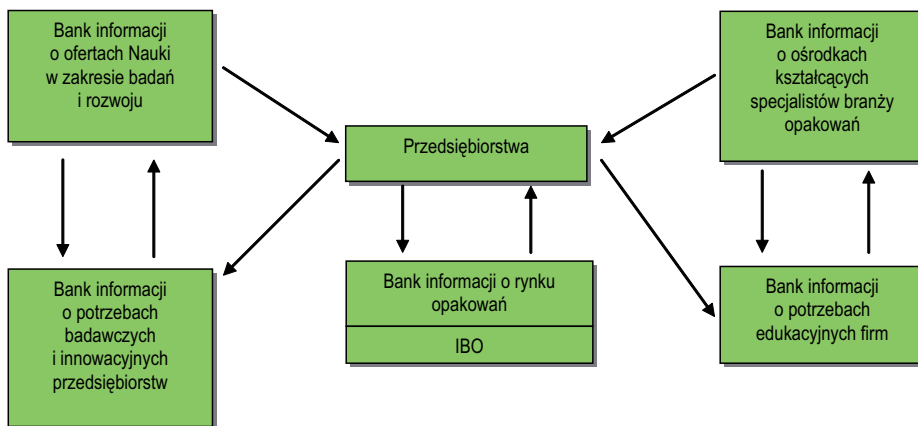 Bank informacji
o ofertach Nauki
w zakresie badań
i rozwoju
Bank informacji
o ośrodkach
kształcących
specjalistów branży
opakowań
Przedsiębiorstwa
Bank informacji
o potrzebach
badawczych
i innowacyjnych
przedsiębiorstw
Bank informacji o rynku
opakowań
IBO
Bank informacji
o potrzebach
edukacyjnych firm